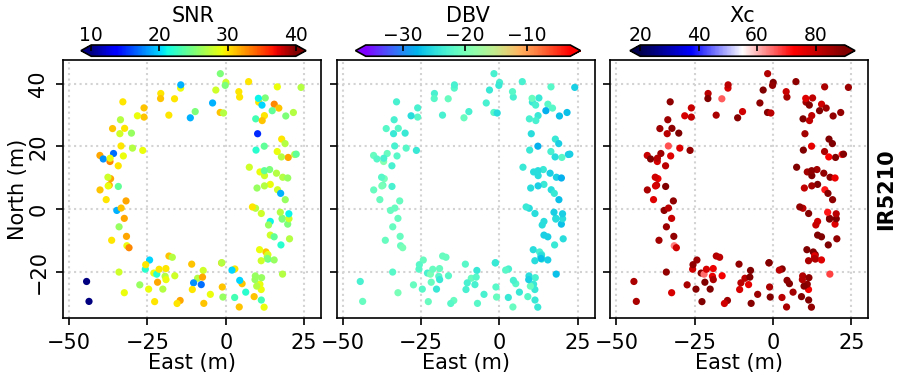 SNR DBV Xc
10 20 30 40 −30 −20 −10 20 40 60 80
40
20
0
−20
North (m)
IR5210
−50 −25 0 25 −50 −25 0 25 −50 −25 0 25
East (m) East (m) East (m)